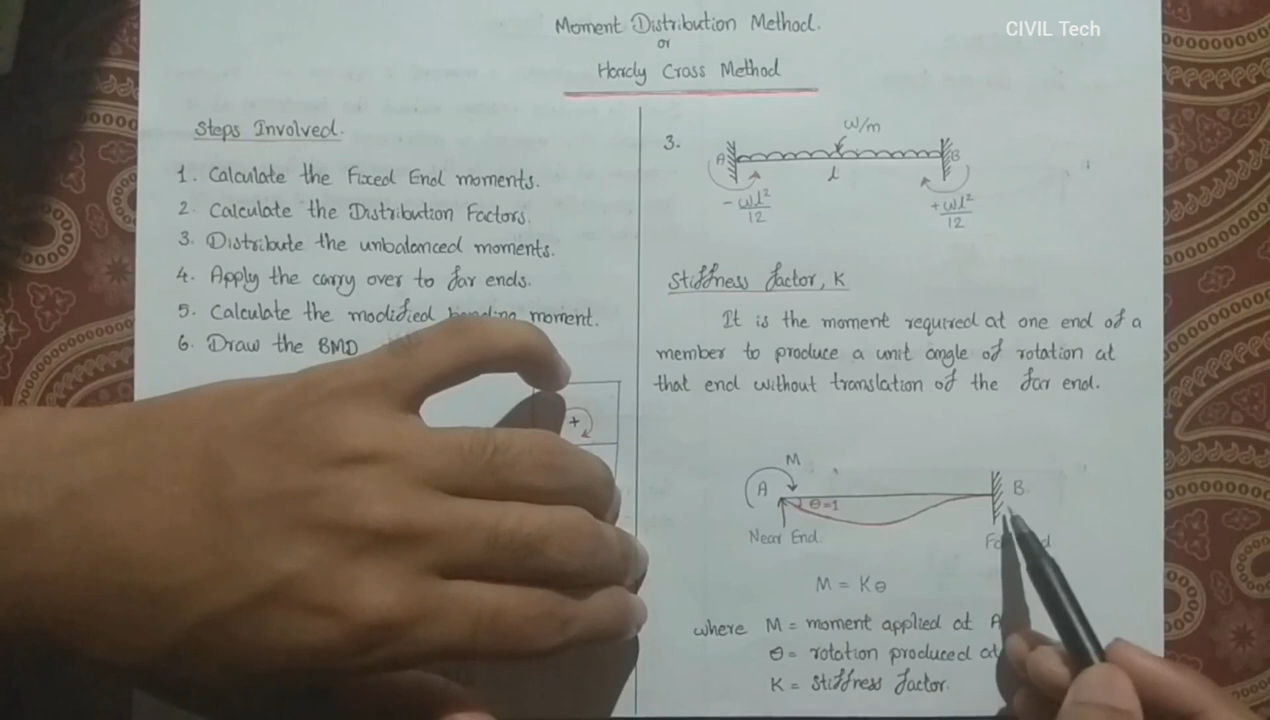 CIVIL Tech
Moment Distribution Method.
or
Hardy Cross Method
Steps Involved.
1. Calculate the Fixed End moments.
2. Calculate the Distribution Factors.
3. Distribute the unbalanced moments.
4. Apply the carry over to far ends.
5. Calculate the modified bending moment.
6. Draw the BMD
+
3.
w/m
A
B
l
- wl²/12
+ wl²/12
Stiffness factor, K
It is the moment required at one end of a
member to produce a unit angle of rotation at
that end without translation of the far end.
M
A
θ=1
B
Near End
M = Kθ
where M = moment applied at A
θ = rotation produced at
K = Stiffness factor.